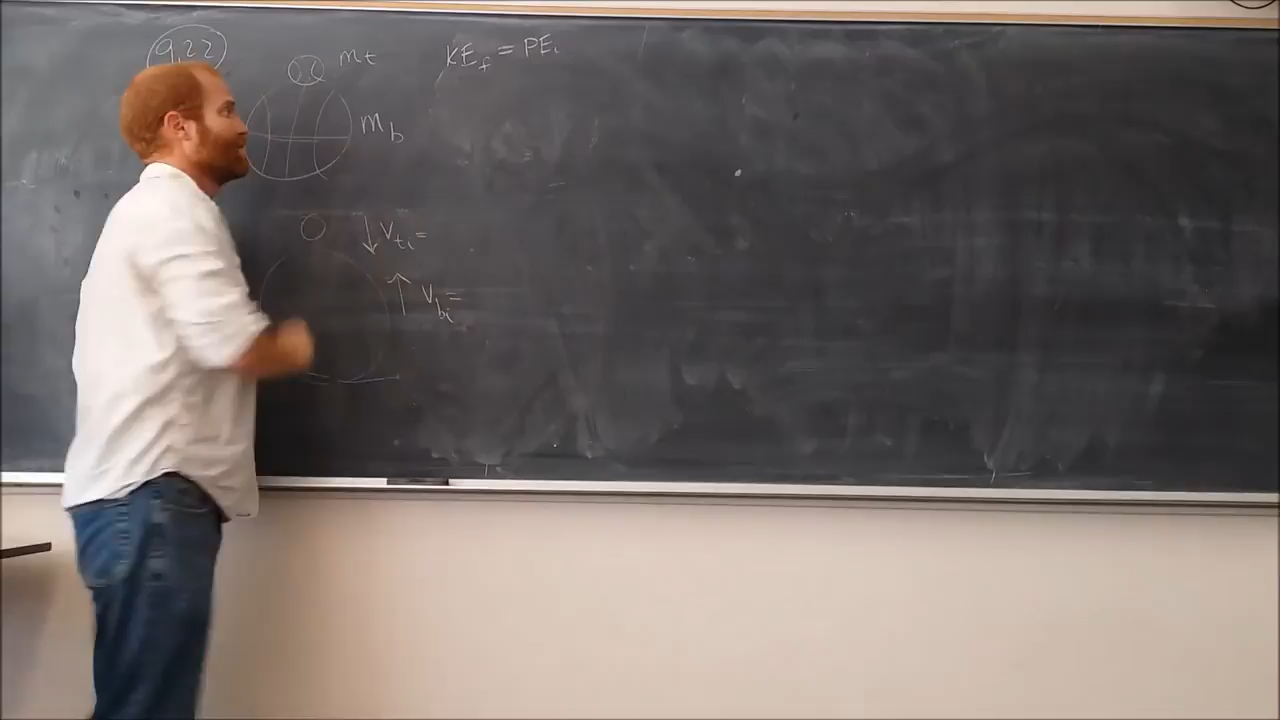 9.22
m_t
KE_f = PE_i
m_b
↓ v_ti =
↑ v_bi =